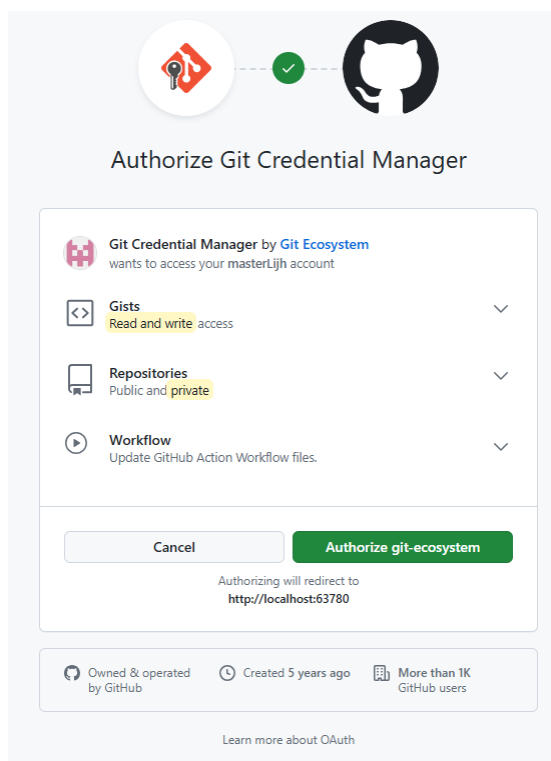 Authorize Git Credential Manager
Git Credential Manager by Git Ecosystem
wants to access your masterLijh account
Gists
Read and write access
Repositories
Public and private
Workflow
Update GitHub Action Workflow files.
Cancel
Authorize git-ecosystem
Authorizing will redirect to
http://localhost:63780
Owned & operated
by GitHub
Created 5 years ago
More than 1K
GitHub users
Learn more about OAuth